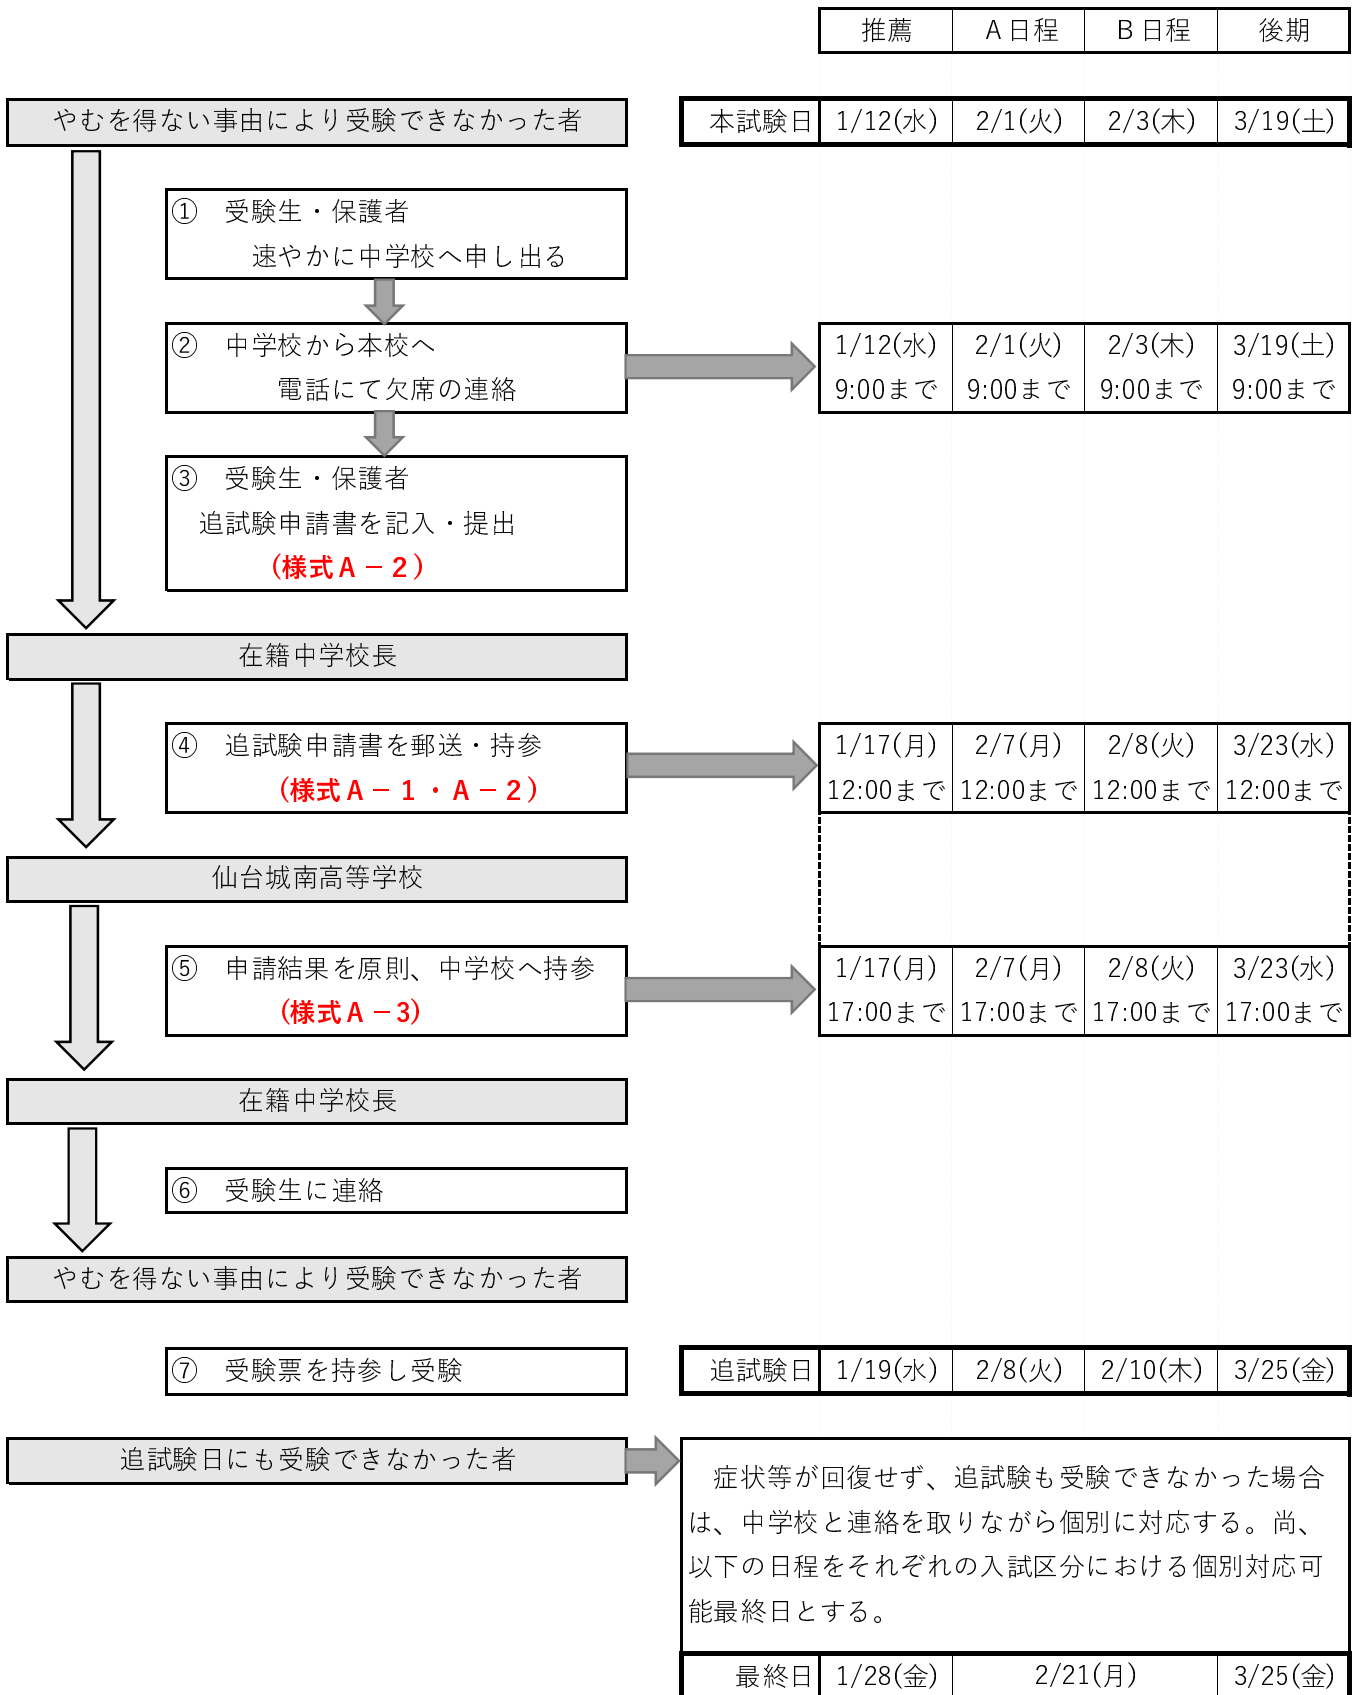 推薦 Ａ日程 Ｂ日程 後期
やむを得ない事由により受験できなかった者
本試験日 1/12(水) 2/1(火) 2/3(木) 3/19(土)
① 受験生・保護者
速やかに中学校へ申し出る
② 中学校から本校へ
電話にて欠席の連絡
1/12(水) 2/1(火) 2/3(木) 3/19(土)
9:00まで 9:00まで 9:00まで 9:00まで
③ 受験生・保護者
追試験申請書を記入・提出
(様式Ａ－２)
在籍中学校長
④ 追試験申請書を郵送・持参
(様式Ａ－１・Ａ－２)
1/17(月) 2/7(月) 2/8(火) 3/23(水)
12:00まで 12:00まで 12:00まで 12:00まで
仙台城南高等学校
⑤ 申請結果を原則、中学校へ持参
(様式Ａ－3)
1/17(月) 2/7(月) 2/8(火) 3/23(水)
17:00まで 17:00まで 17:00まで 17:00まで
在籍中学校長
⑥ 受験生に連絡
やむを得ない事由により受験できなかった者
⑦ 受験票を持参し受験
追試験日 1/19(水) 2/8(火) 2/10(木) 3/25(金)
追試験日にも受験できなかった者
症状等が回復せず、追試験も受験できなかった場合
は、中学校と連絡を取りながら個別に対応する。尚、
以下の日程をそれぞれの入試区分における個別対応可
能最終日とする。
最終日 1/28(金) 2/21(月) 3/25(金)